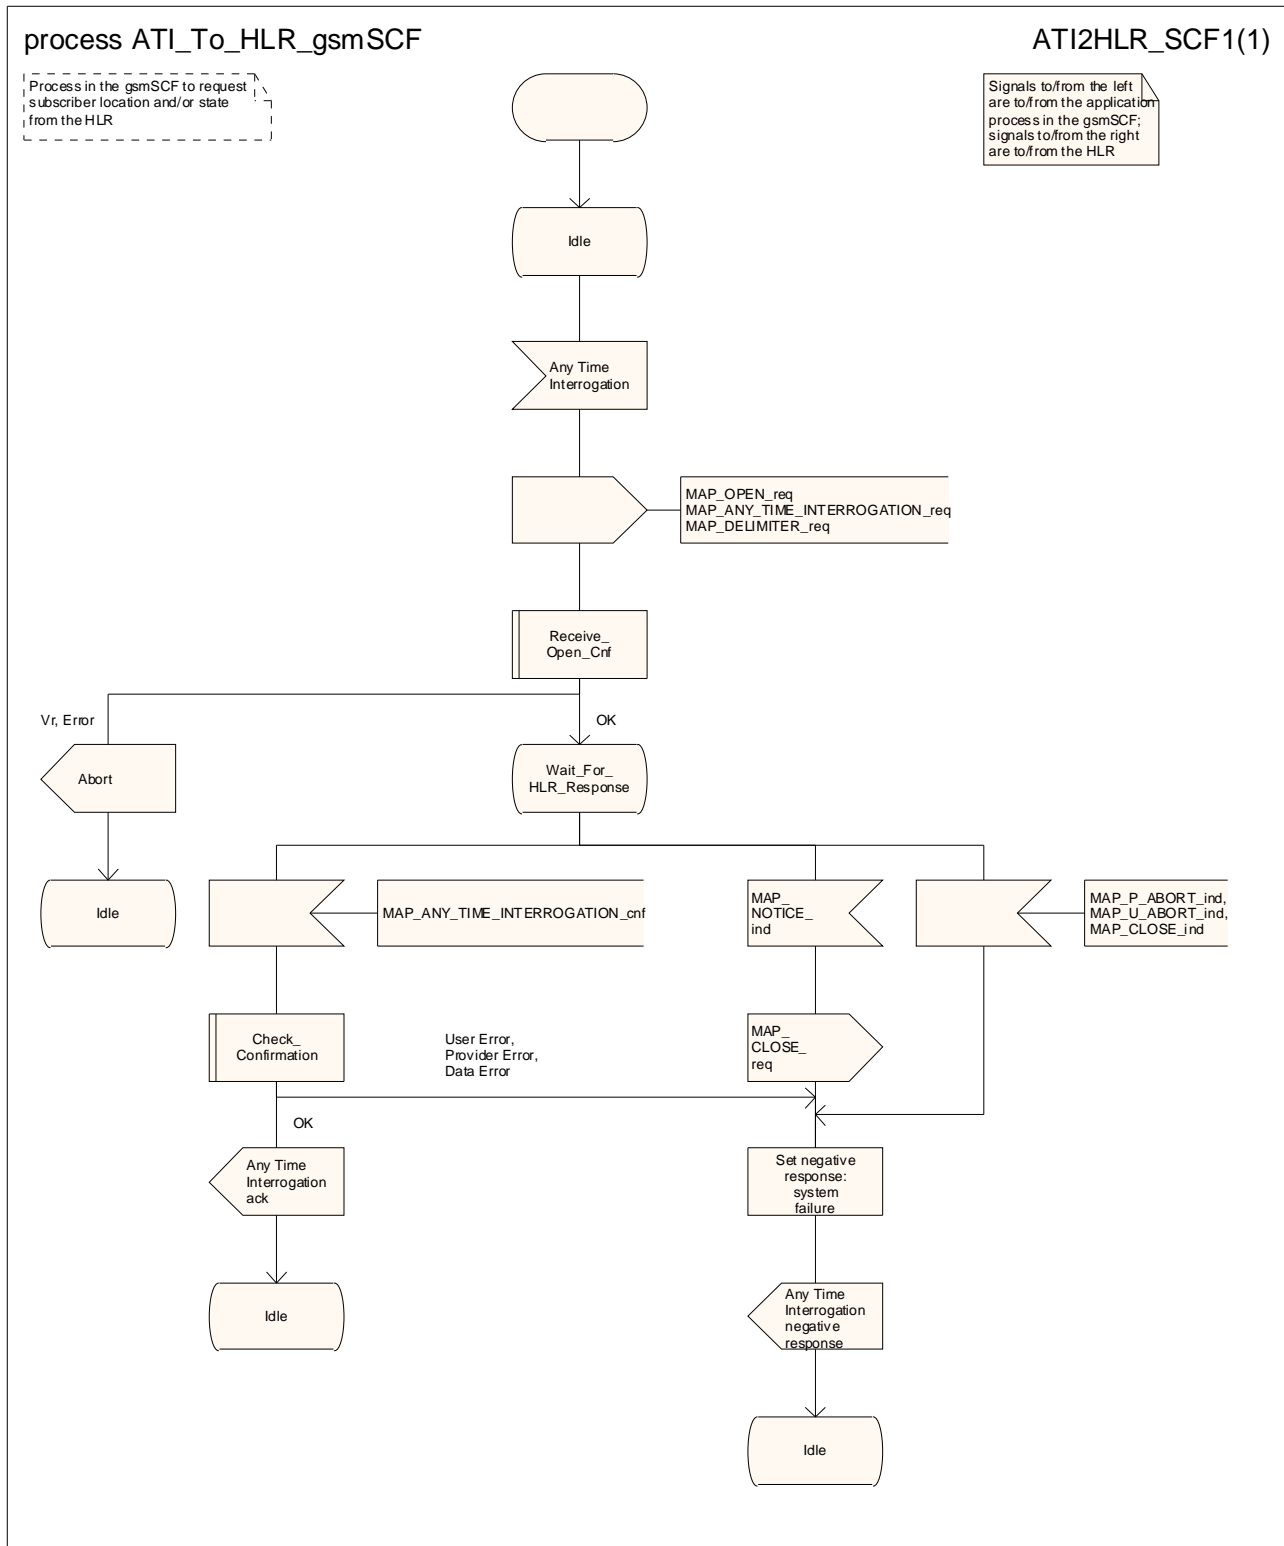 process ATI_To_HLR_gsmSCF
ATI2HLR_SCF1(1)
Process in the gsmSCF to request
subscriber location and/or state
from the HLR
Signals to/from the left
are to/from the application
process in the gsmSCF;
signals to/from the right
are to/from the HLR
Idle
Any Time
Interrogation
MAP_OPEN_req
MAP_ANY_TIME_INTERROGATION_req
MAP_DELIMITER_req
Receive_
Open_Cnf
Vr, Error
OK
Abort
Wait_For_
HLR_Response
Idle
MAP_ANY_TIME_INTERROGATION_cnf
MAP_
NOTICE_
ind
MAP_P_ABORT_ind,
MAP_U_ABORT_ind,
MAP_CLOSE_ind
Check_
Confirmation
User Error,
Provider Error,
Data Error
MAP_
CLOSE_
req
OK
Any Time
Interrogation
ack
Set negative
response:
system
failure
Idle
Any Time
Interrogation
negative
response
Idle